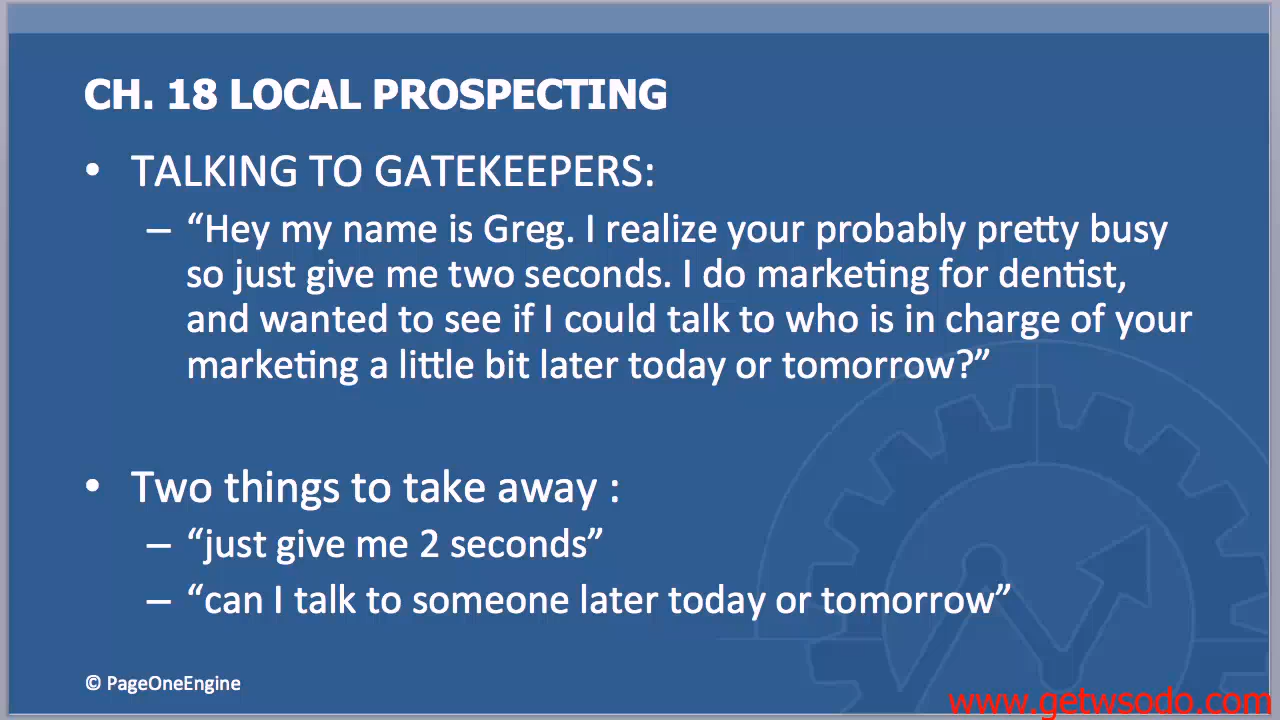 CH. 18 LOCAL PROSPECTING
• TALKING TO GATEKEEPERS:
– “Hey my name is Greg. I realize your probably pretty busy
so just give me two seconds. I do marketing for dentist,
and wanted to see if I could talk to who is in charge of your
marketing a little bit later today or tomorrow?”
• Two things to take away :
– “just give me 2 seconds”
– “can I talk to someone later today or tomorrow”
© PageOneEngine
www.getwsodo.com